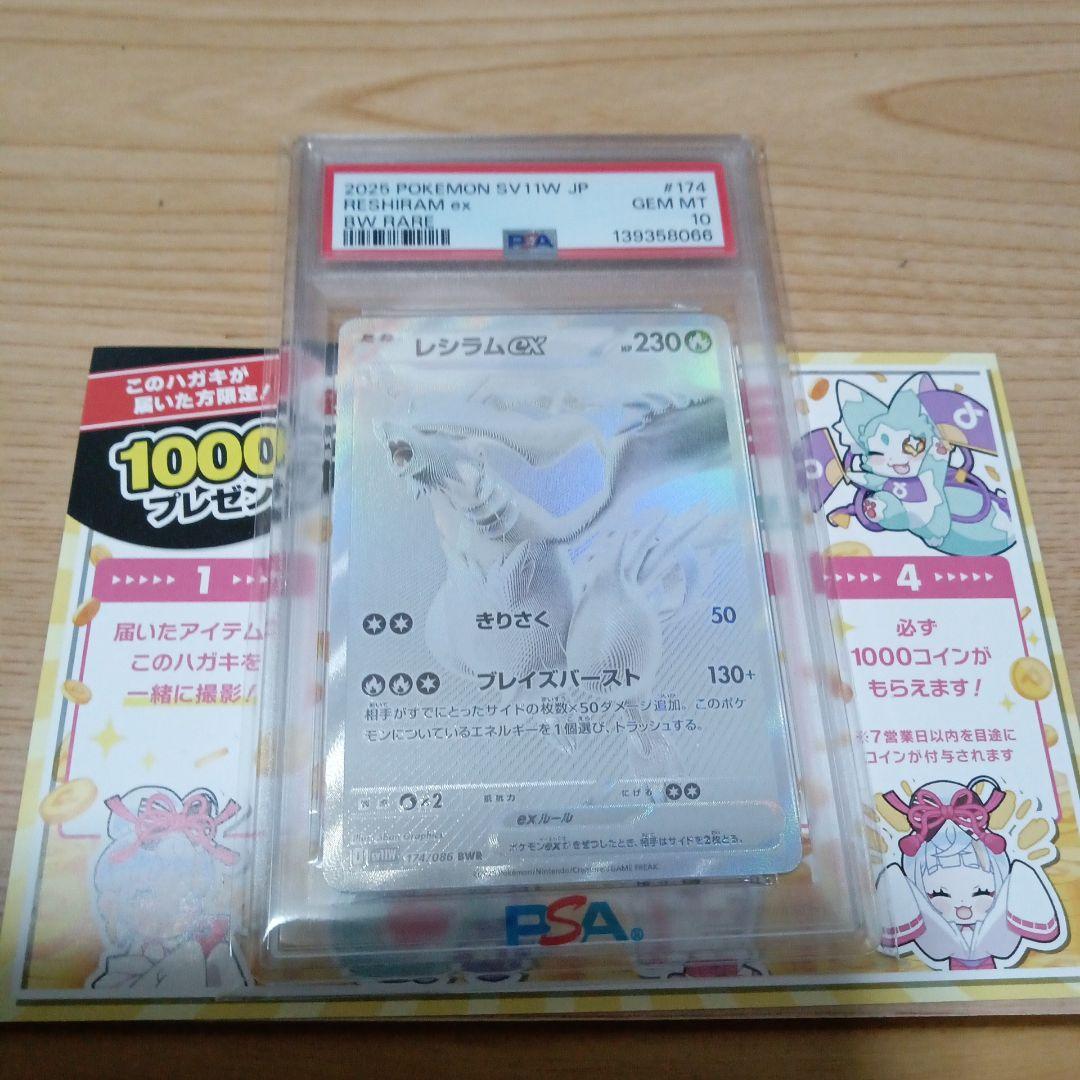 2025 POKEMON SV11W JP #174
RESHIRAM ex GEM MT
BW RARE 10
PSA 139358066
このハガキが
届いた方限定!
1000
プレゼン
1
届いたアイテム
このハガキを
一緒に撮影!
レシラムex HP230
きりさく 50
ブレイズバースト 130+
相手がすでにとったサイドの枚数×50ダメージ追加。このポケ
モンについているエネルギーを1個選び、トラッシュする。
×2 抵抗力 にげる
exルール
ポケモンexがきぜつしたとき、相手はサイドを2枚とる。
174/086 BWR
PSA®
4
必ず
1000コインが
もらえます!
※7営業日以内を目途に
コインが付与されます